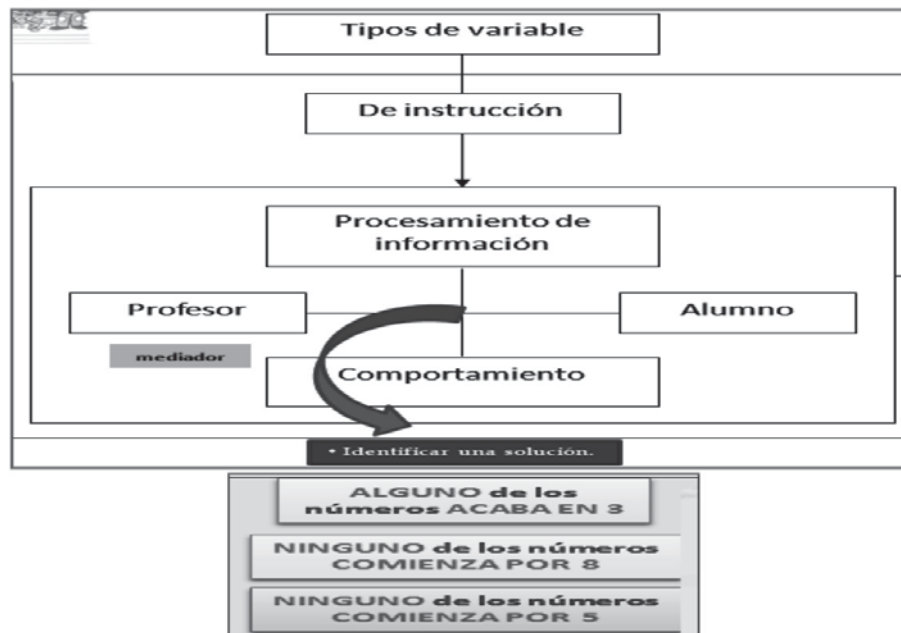 Tipos de variable
De instrucción
Procesamiento de
información
Profesor
Alumno
mediador
Comportamiento
• Identificar una solución.
ALGUNO de los
números ACABA EN 3
NINGUNO de los números
COMIENZA POR 8
NINGUNO de los números
COMIENZA POR 5